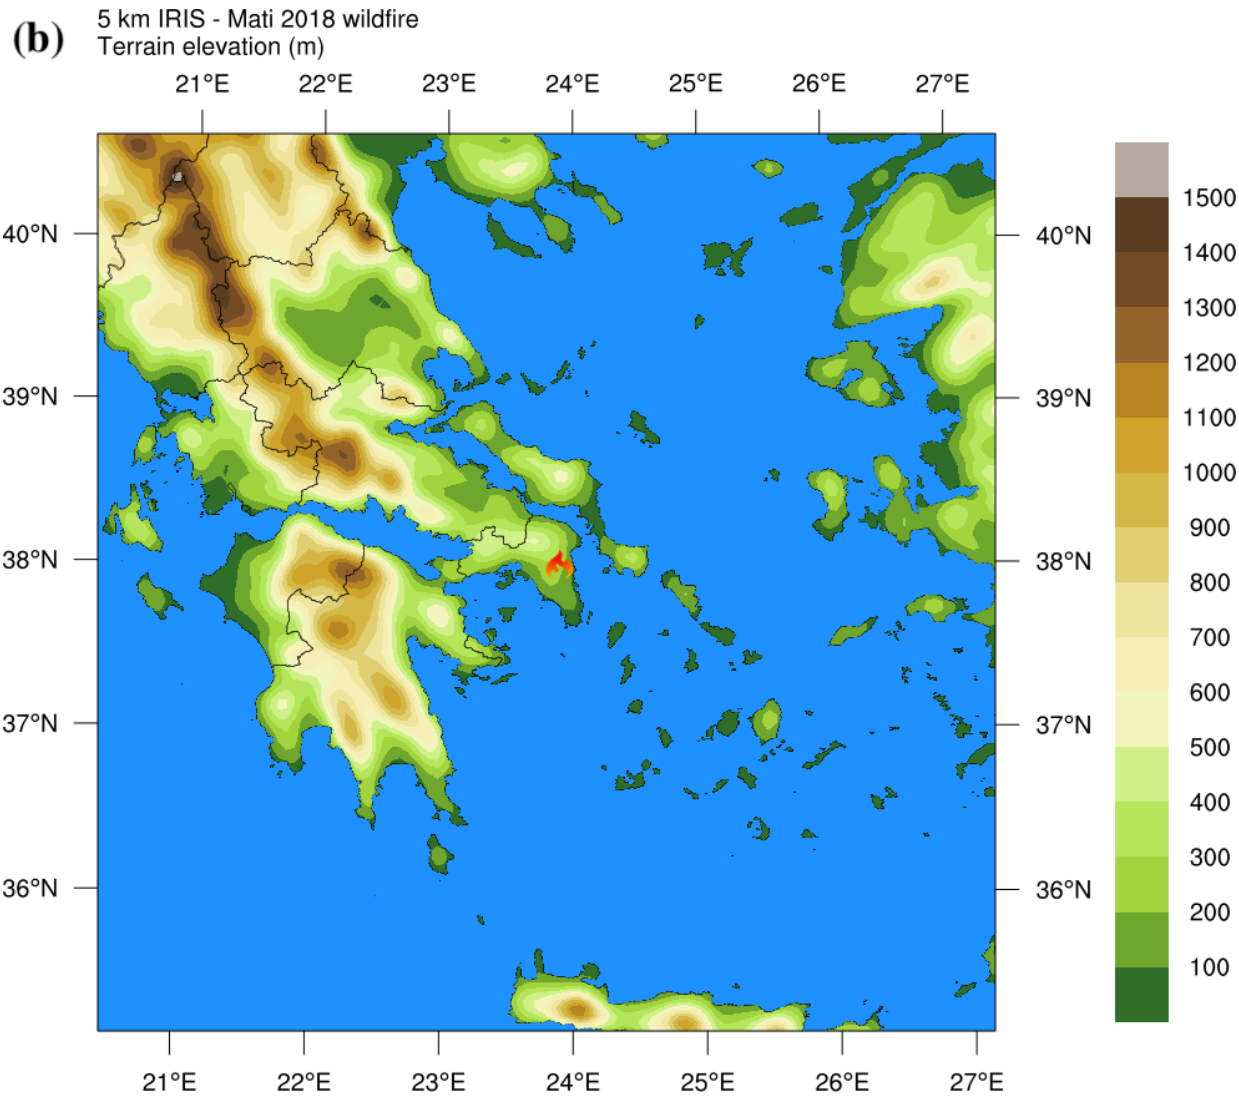 (b)
5 km IRIS - Mati 2018 wildfire
Terrain elevation (m)
21°E 22°E 23°E 24°E 25°E 26°E 27°E
40°N 40°N
39°N 39°N
38°N 38°N
37°N 37°N
36°N 36°N
21°E 22°E 23°E 24°E 25°E 26°E 27°E
1500
1400
1300
1200
1100
1000
900
800
700
600
500
400
300
200
100